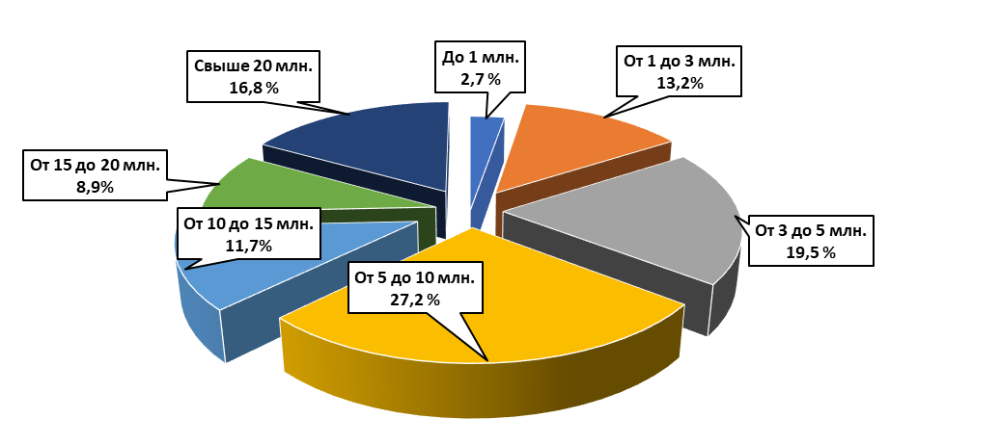 До 1 млн.
2,7 %
От 1 до 3 млн.
13,2%
От 3 до 5 млн.
19,5 %
От 5 до 10 млн.
27,2 %
От 10 до 15 млн.
11,7%
От 15 до 20 млн.
8,9%
Свыше 20 млн.
16,8 %